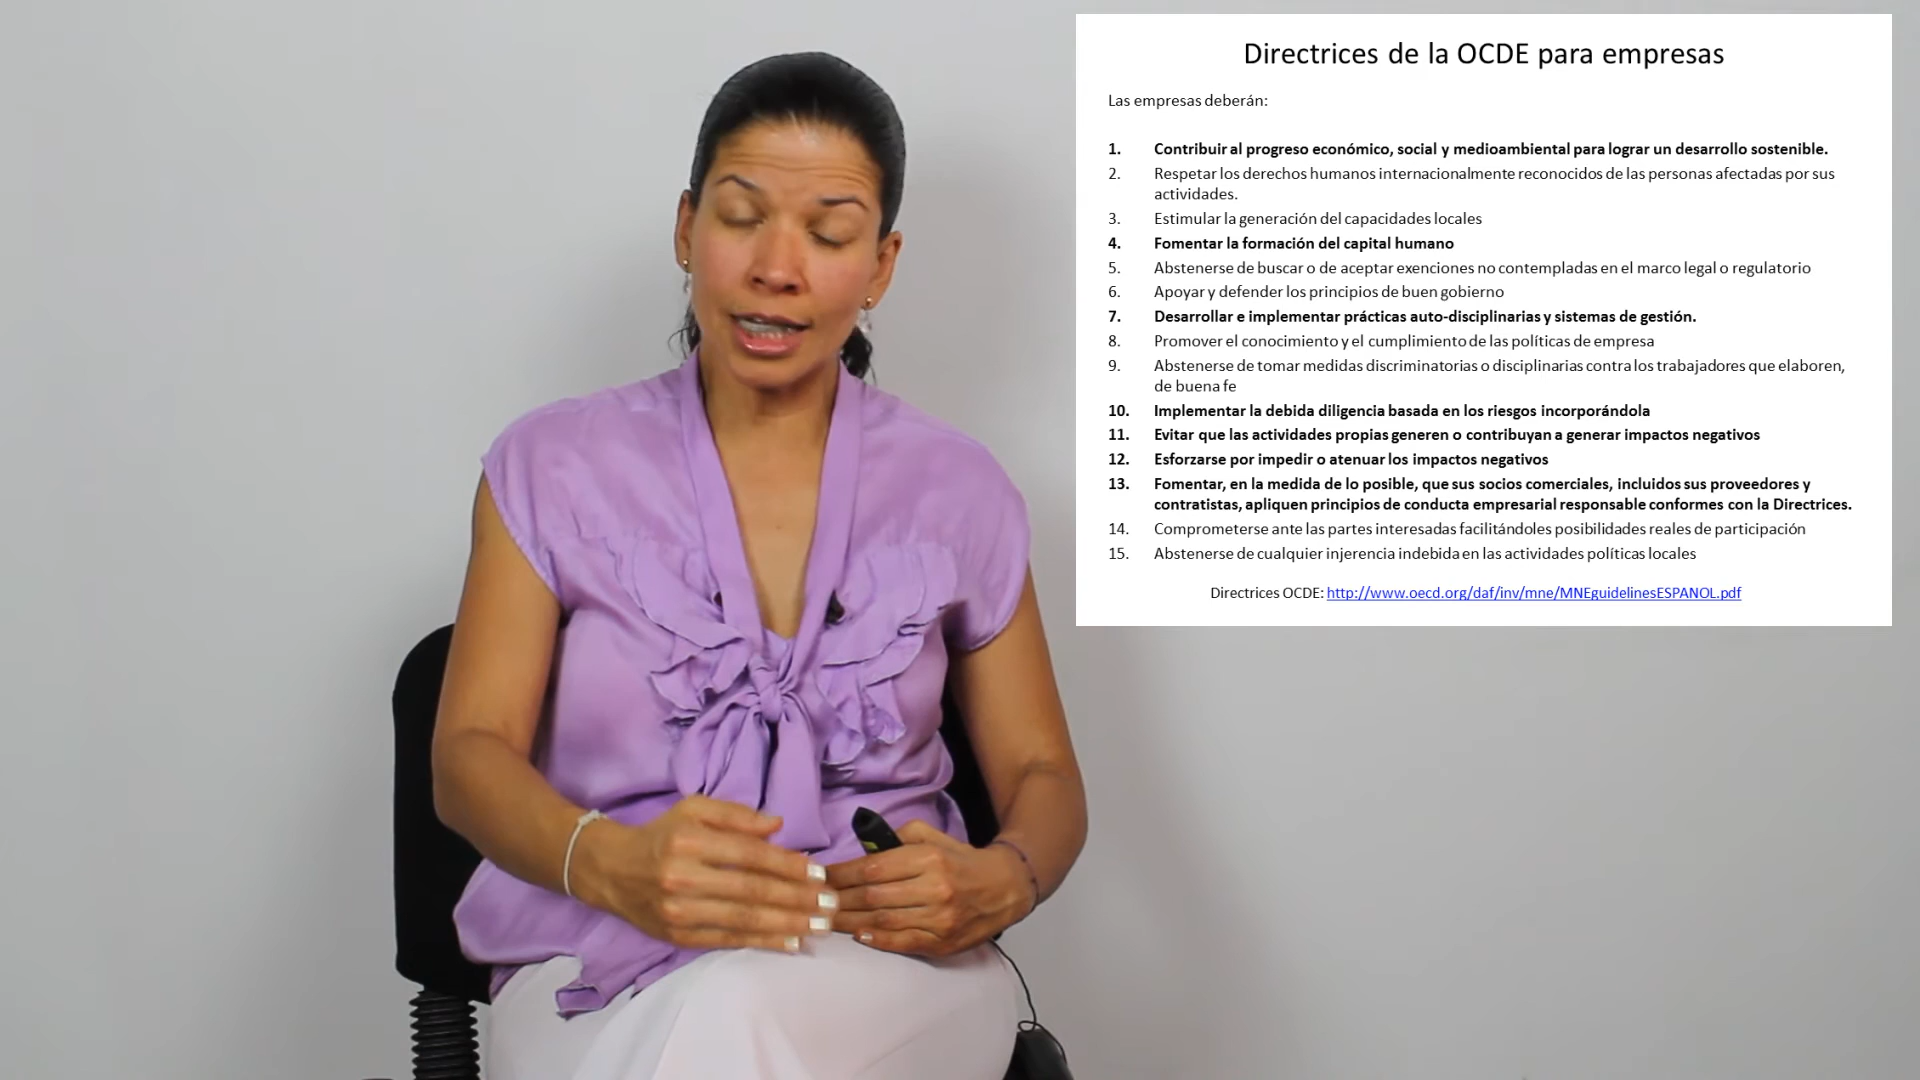 Directrices de la OCDE para empresas
Las empresas deberán:
1. Contribuir al progreso económico, social y medioambiental para lograr un desarrollo sostenible.
2. Respetar los derechos humanos internacionalmente reconocidos de las personas afectadas por sus
actividades.
3. Estimular la generación del capacidades locales
4. Fomentar la formación del capital humano
5. Abstenerse de buscar o de aceptar exenciones no contempladas en el marco legal o regulatorio
6. Apoyar y defender los principios de buen gobierno
7. Desarrollar e implementar prácticas auto-disciplinarias y sistemas de gestión.
8. Promover el conocimiento y el cumplimiento de las políticas de empresa
9. Abstenerse de tomar medidas discriminatorias o disciplinarias contra los trabajadores que elaboren,
de buena fe
10. Implementar la debida diligencia basada en los riesgos incorporándola
11. Evitar que las actividades propias generen o contribuyan a generar impactos negativos
12. Esforzarse por impedir o atenuar los impactos negativos
13. Fomentar, en la medida de lo posible, que sus socios comerciales, incluidos sus proveedores y
contratistas, apliquen principios de conducta empresarial responsable conformes con la Directrices.
14. Comprometerse ante las partes interesadas facilitándoles posibilidades reales de participación
15. Abstenerse de cualquier injerencia indebida en las actividades políticas locales
Directrices OCDE: http://www.oecd.org/daf/inv/mne/MNEguidelinesESPANOL.pdf